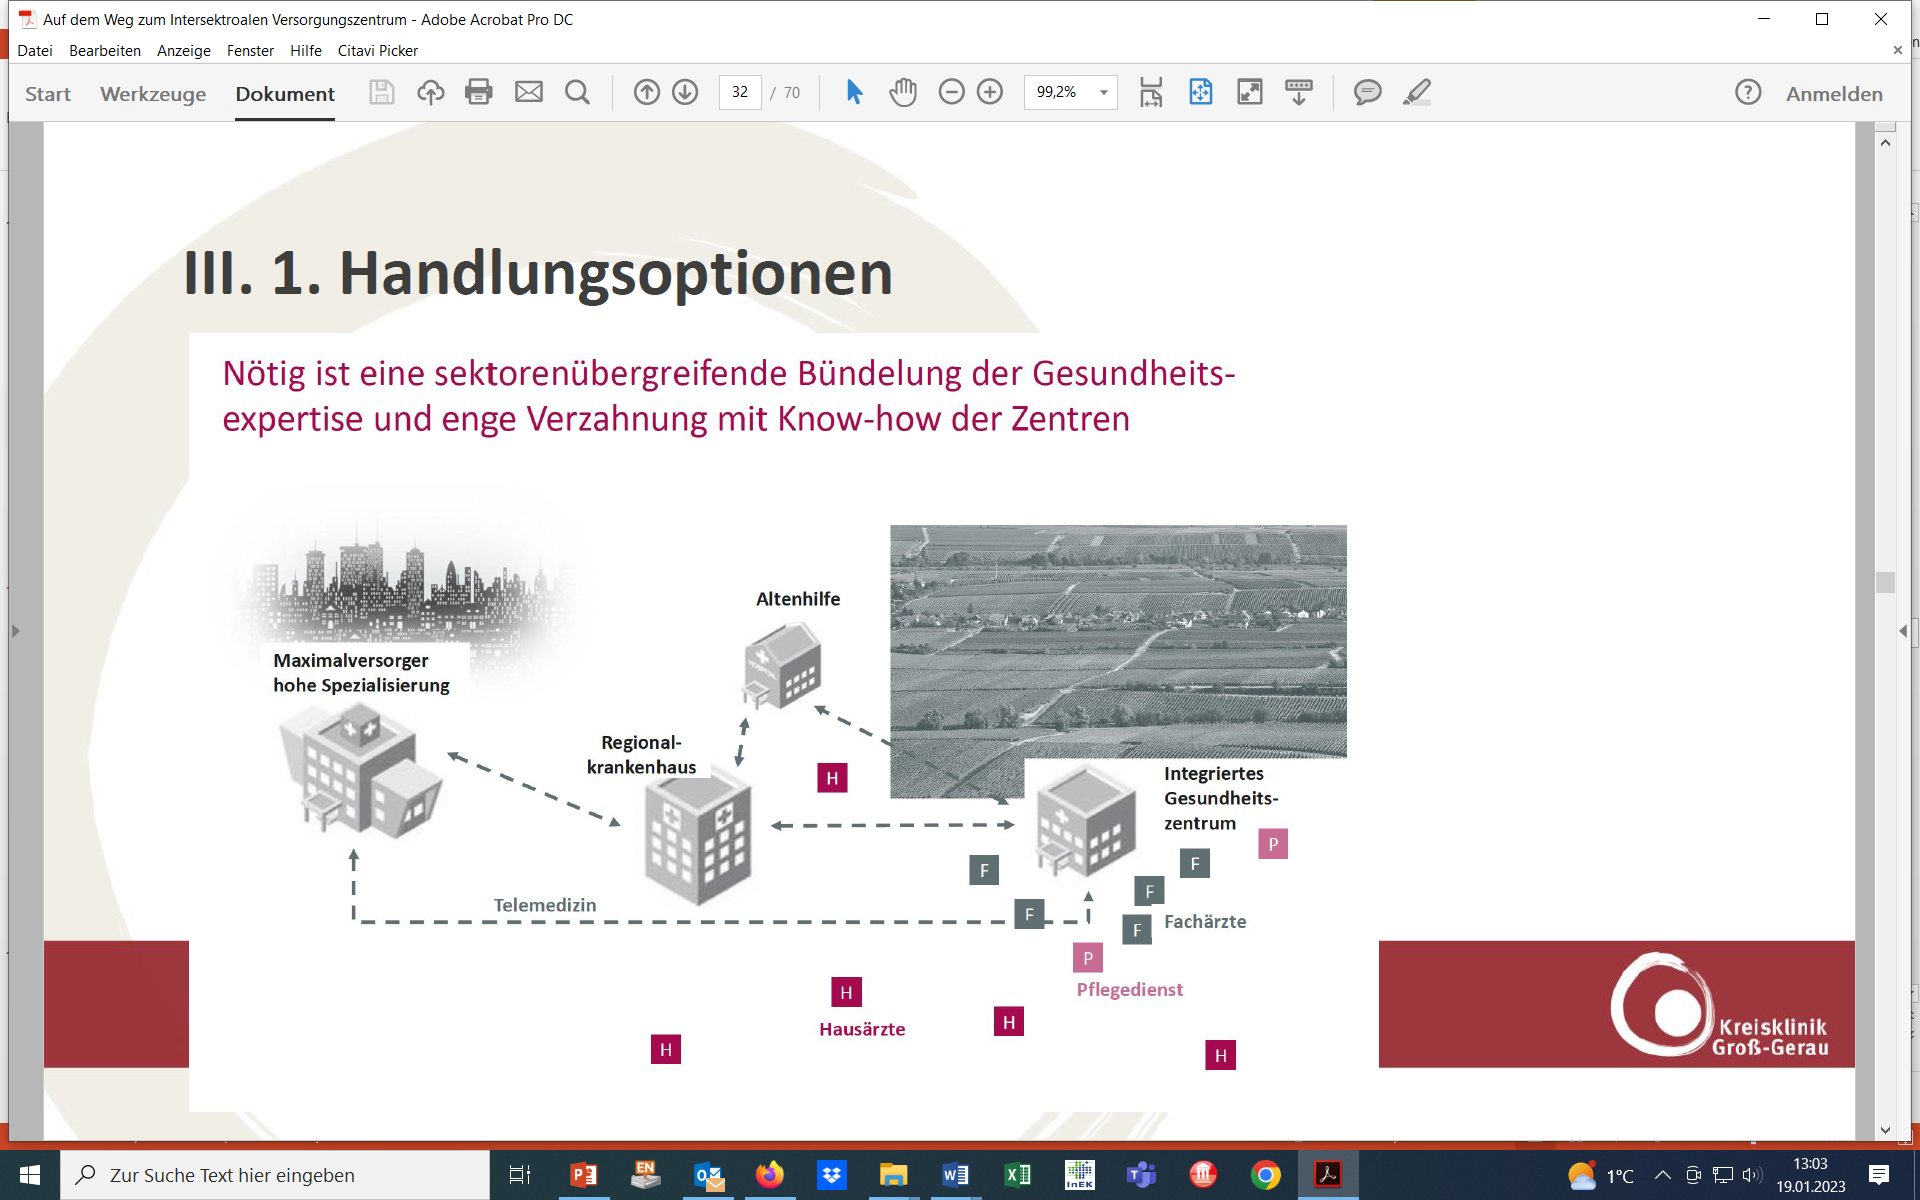 Auf dem Weg zum Intersektroalen Versorgungszentrum - Adobe Acrobat Pro DC
Datei Bearbeiten Anzeige Fenster Hilfe Citavi Picker
Start Werkzeuge Dokument 32 / 70 99,2% Anmelden
III. 1. Handlungsoptionen
Nötig ist eine sektorenübergreifende Bündelung der Gesundheits-
expertise und enge Verzahnung mit Know-how der Zentren
Altenhilfe
HOSPITAL
Maximalversorger
hohe Spezialisierung
Regional-
krankenhaus
H
Integriertes
Gesundheits-
zentrum
P
F
F
F
F
F
Telemedizin
Fachärzte
P
Pflegedienst
H
Hausärzte
H
H
H
Kreisklinik
Groß-Gerau
Zur Suche Text hier eingeben
EN
InEK
1°C
13:03
19.01.2023